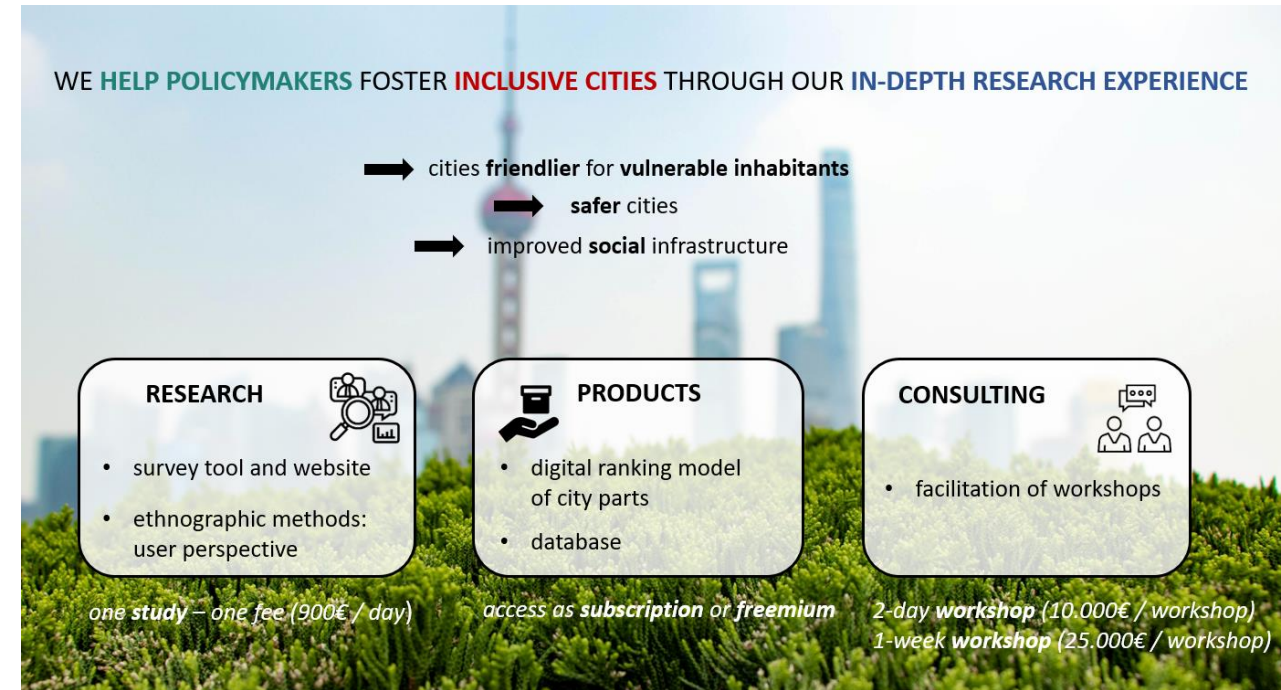 WE HELP POLICYMAKERS FOSTER INCLUSIVE CITIES THROUGH OUR IN-DEPTH RESEARCH EXPERIENCE
cities friendlier for vulnerable inhabitants
safer cities
improved social infrastructure
RESEARCH
• survey tool and website
• ethnographic methods:
user perspective
one study – one fee (900€ / day)
PRODUCTS
• digital ranking model
of city parts
• database
access as subscription or freemium
CONSULTING
• facilitation of workshops
2-day workshop (10.000€ / workshop)
1-week workshop (25.000€ / workshop)